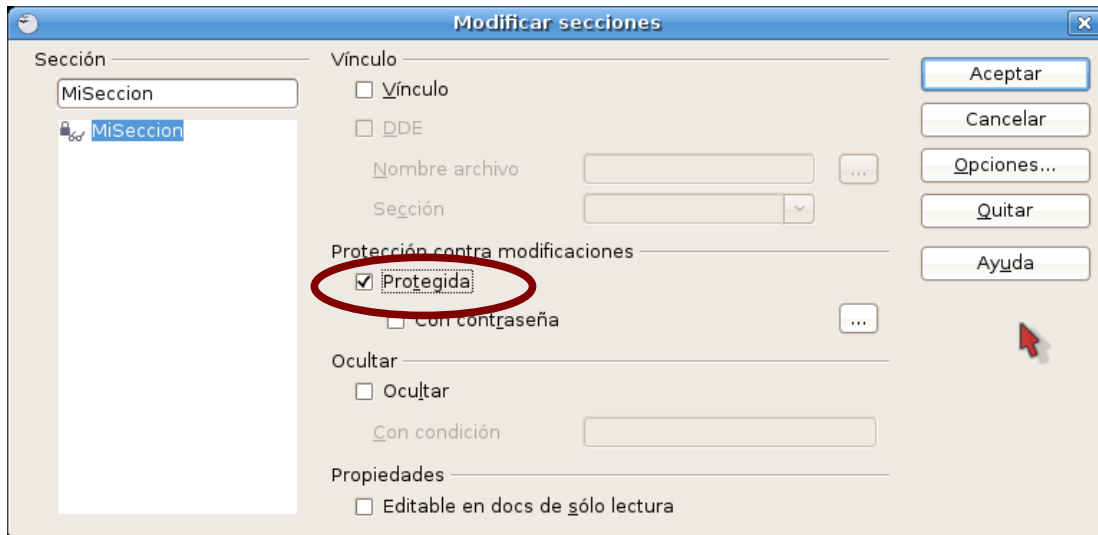 Modificar secciones
Sección
MiSeccion
MiSeccion
Vínculo
Vínculo
DDE
Nombre archivo
...
Sección
Protección contra modificaciones
Protegida
Con contraseña
...
Ocultar
Ocultar
Con condición
Propiedades
Editable en docs de sólo lectura
Aceptar
Cancelar
Opciones...
Quitar
Ayuda